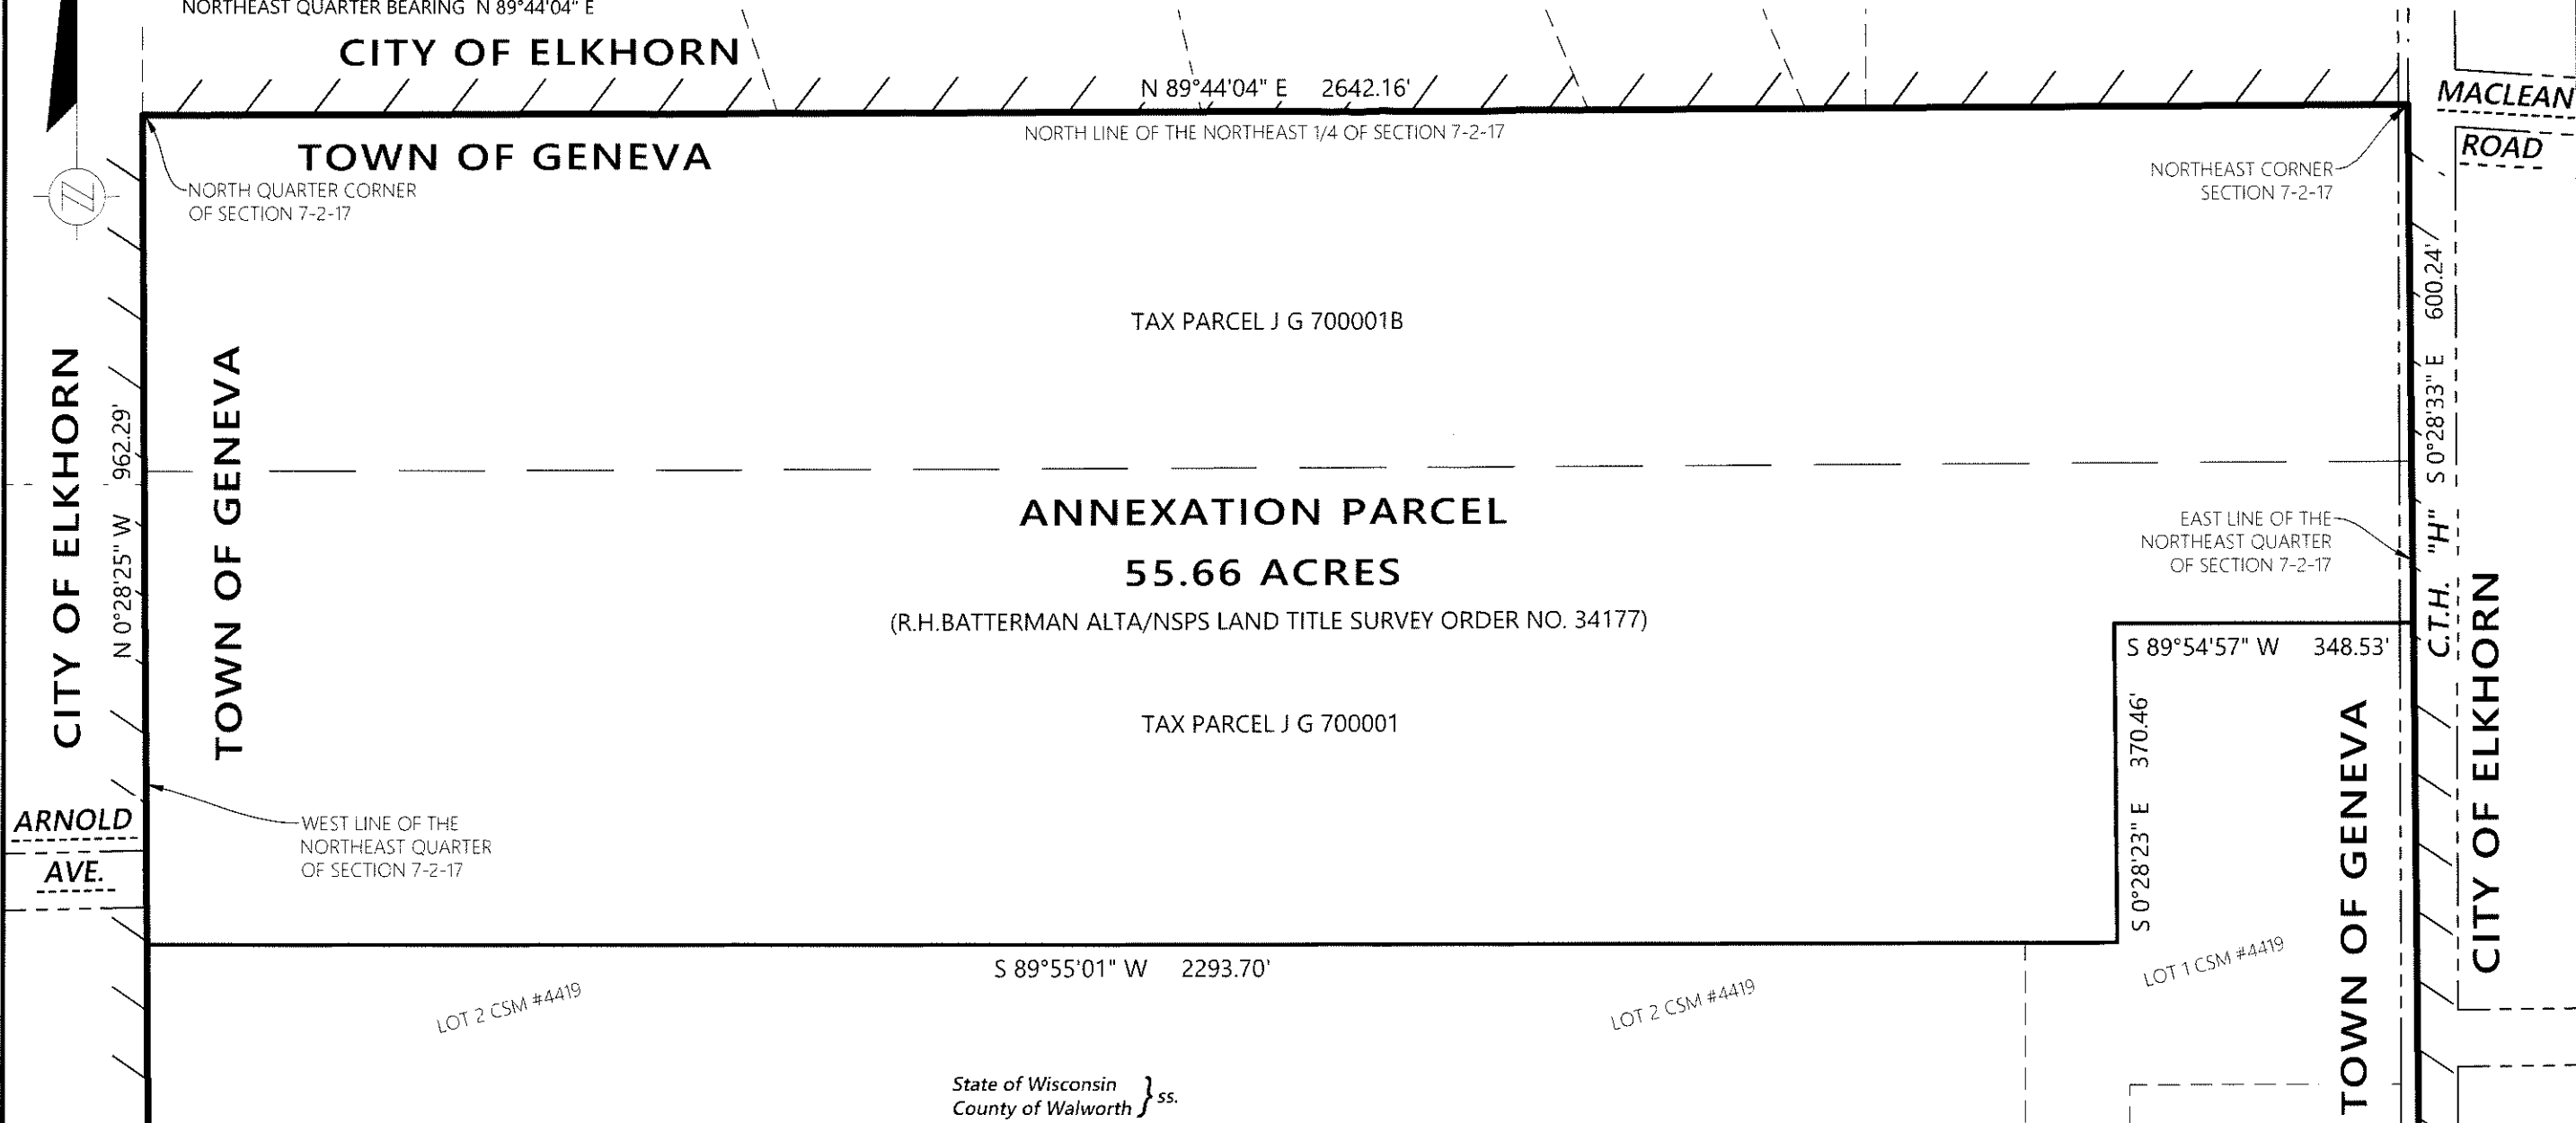 NORTHEAST QUARTER BEARING N 89°44'04" E
CITY OF ELKHORN
N 89°44'04" E 2642.16'
MACLEAN
ROAD
NORTH LINE OF THE NORTHEAST 1/4 OF SECTION 7-2-17
TOWN OF GENEVA
NORTH QUARTER CORNER
OF SECTION 7-2-17
NORTHEAST CORNER
SECTION 7-2-17
N
TAX PARCEL J G 700001B
S 0°28'33" E 600.24'
CITY OF ELKHORN
N 0°28'25" W 962.29'
TOWN OF GENEVA
ANNEXATION PARCEL
55.66 ACRES
(R.H.BATTERMAN ALTA/NSPS LAND TITLE SURVEY ORDER NO. 34177)
EAST LINE OF THE
NORTHEAST QUARTER
OF SECTION 7-2-17
C.T.H. "H"
S 89°54'57" W 348.53'
TAX PARCEL J G 700001
S 0°28'23" E 370.46'
TOWN OF GENEVA
CITY OF ELKHORN
ARNOLD
AVE.
WEST LINE OF THE
NORTHEAST QUARTER
OF SECTION 7-2-17
S 89°55'01" W 2293.70'
LOT 2 CSM #4419
LOT 2 CSM #4419
LOT 1 CSM #4419
State of Wisconsin
County of Walworth } ss.